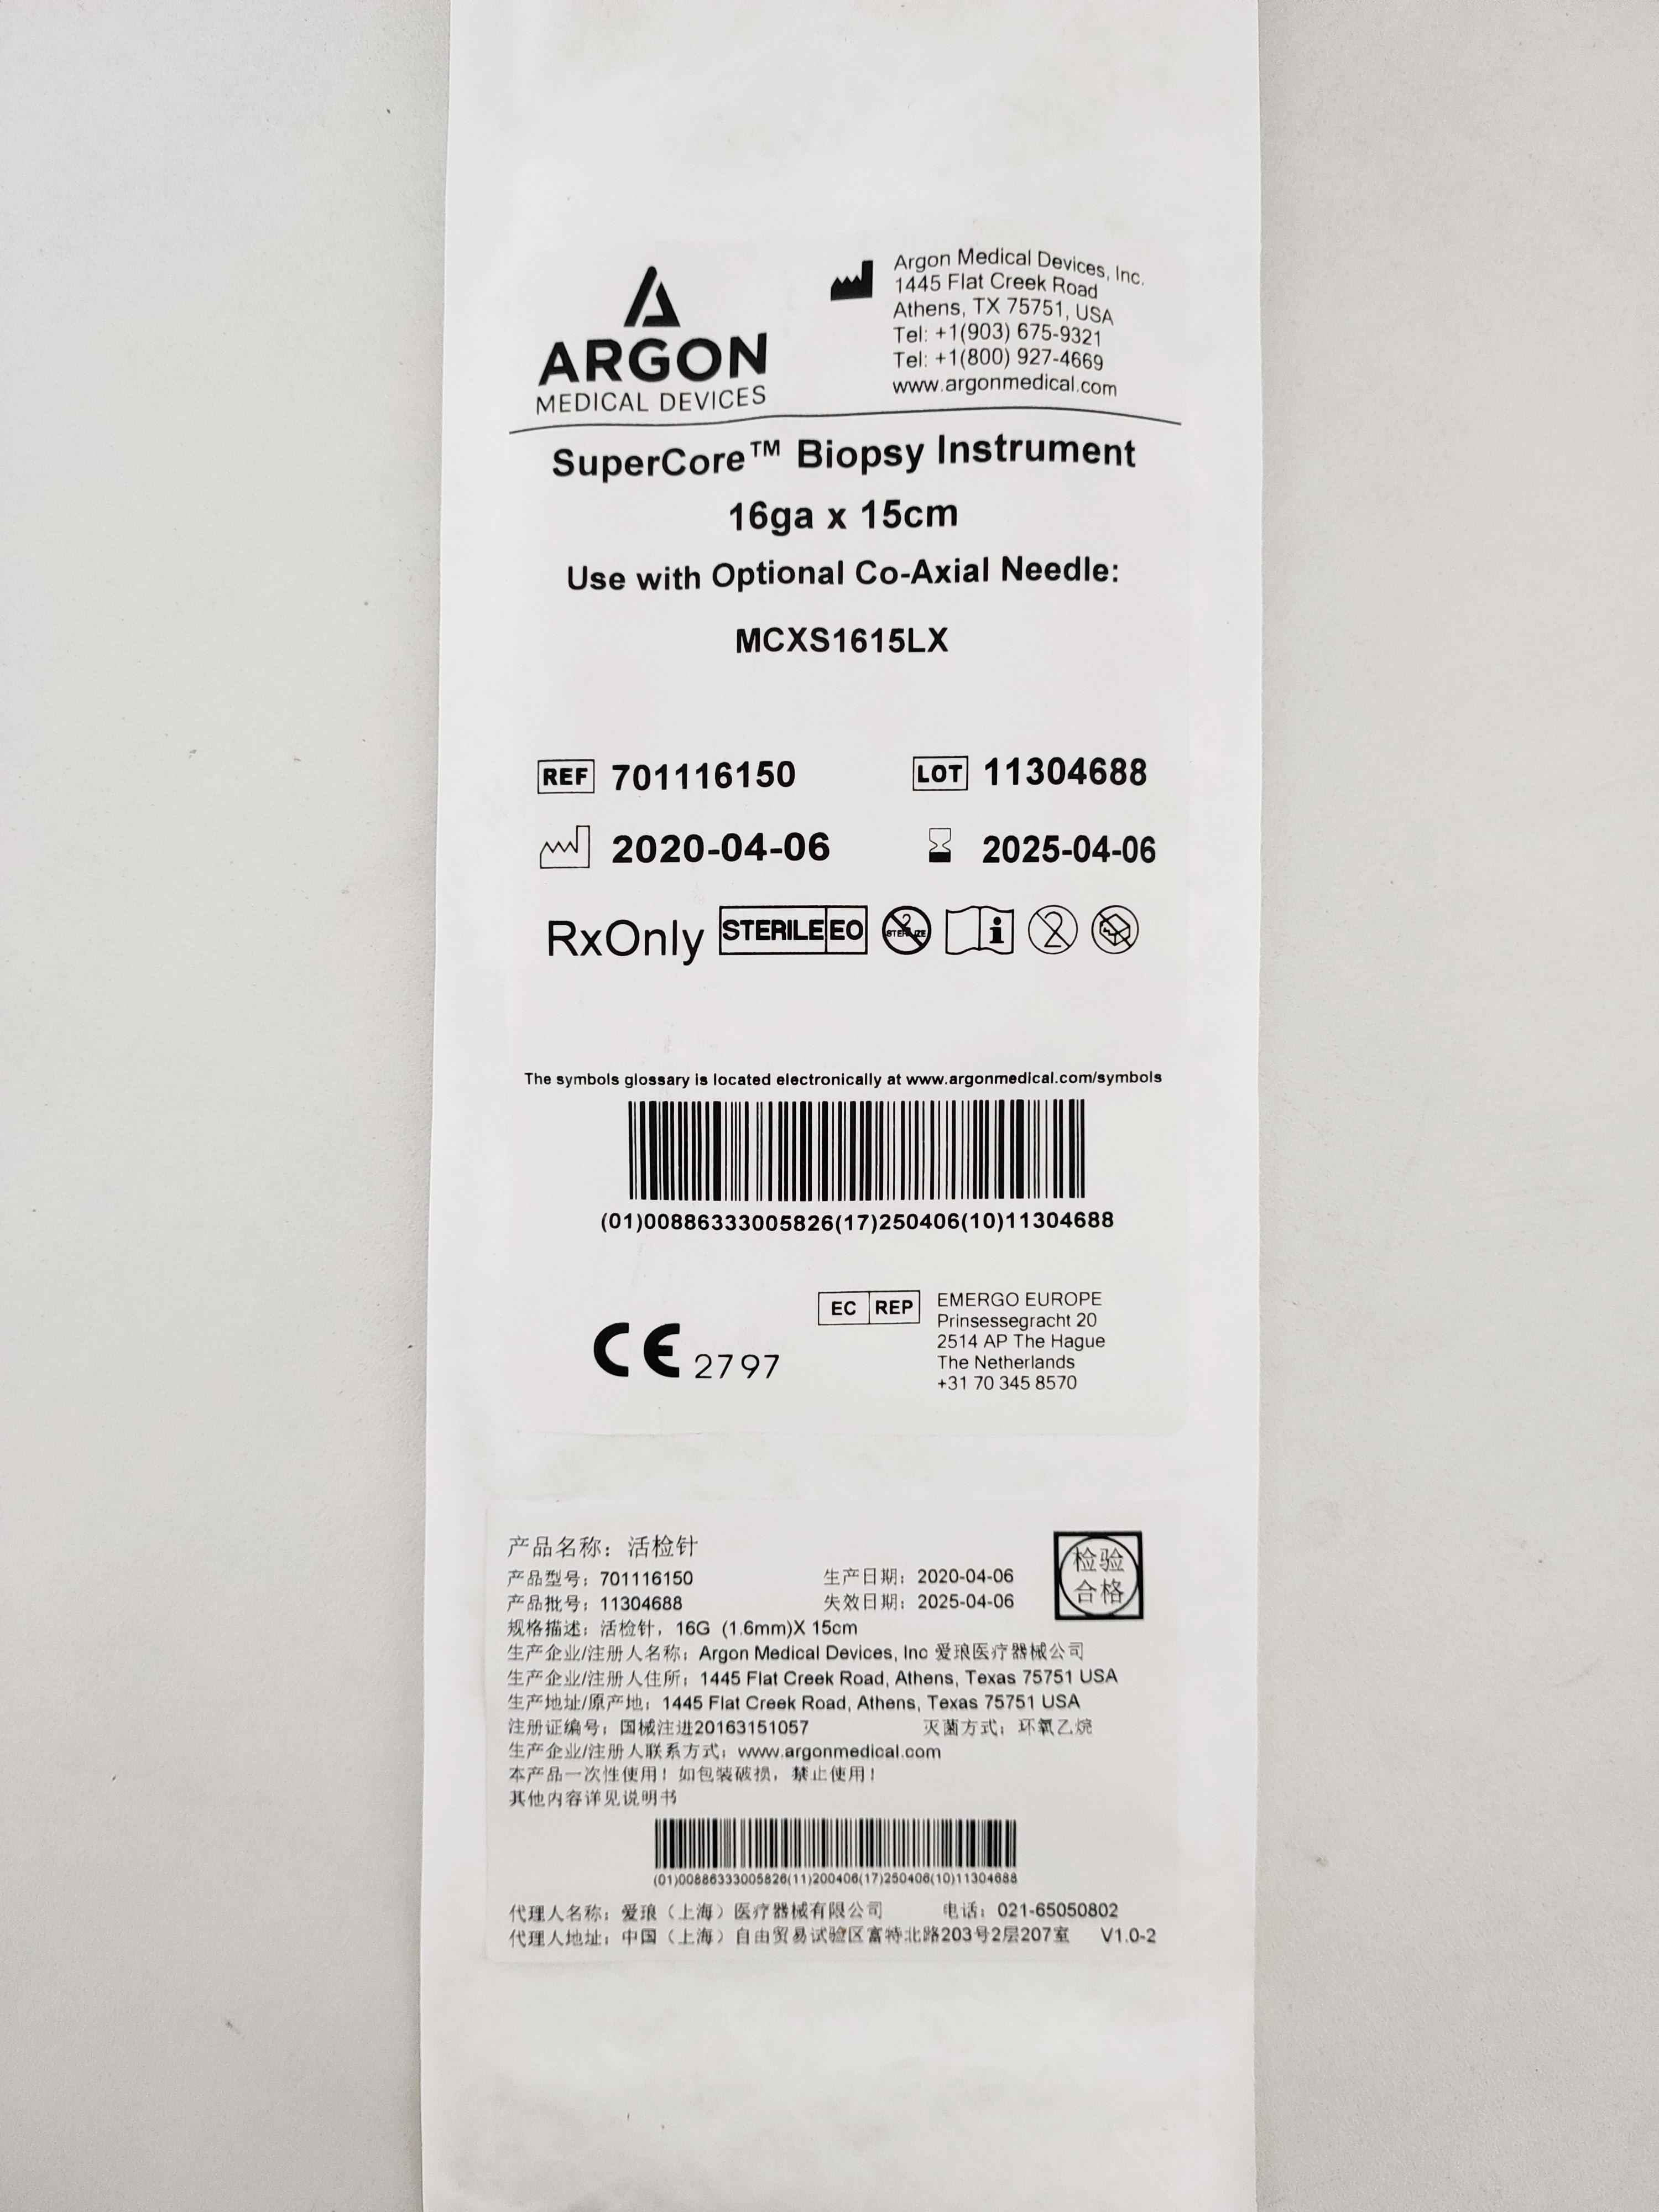 ARGON
MEDICAL DEVICES
Argon Medical Devices, Inc.
1445 Flat Creek Road
Athens, TX 75751, USA
Tel: +1(903) 675-9321
Tel: +1(800) 927-4669
www.argonmedical.com
SuperCore™ Biopsy Instrument
16ga x 15cm
Use with Optional Co-Axial Needle:
MCXS1615LX
REF 701116150 LOT 11304688
2020-04-06 2025-04-06
RxOnly STERILE EO 2 STERILIZE i 2
The symbols glossary is located electronically at www.argonmedical.com/symbols
(01)00886333005826(17)250406(10)11304688
CE 2797
EC REP EMERGO EUROPE
Prinsessegracht 20
2514 AP The Hague
The Netherlands
+31 70 345 8570
产品名称：活检针
产品型号：701116150 生产日期：2020-04-06
产品批号：11304688 失效日期：2025-04-06
检验
合格
规格描述：活检针，16G (1.6mm)X 15cm
生产企业/注册人名称：Argon Medical Devices, Inc 爱琅医疗器械公司
生产企业/注册人住所：1445 Flat Creek Road, Athens, Texas 75751 USA
生产地址/原产地：1445 Flat Creek Road, Athens, Texas 75751 USA
注册证编号：国械注进20163151057 灭菌方式：环氧乙烷
生产企业/注册人联系方式：www.argonmedical.com
本产品一次性使用！如包装破损，禁止使用！
其他内容详见说明书
(01)00886333005826(11)200406(17)250406(10)11304688
代理人名称：爱琅（上海）医疗器械有限公司 电话：021-65050802
代理人地址：中国（上海）自由贸易试验区富特北路203号2层207室 V1.0-2